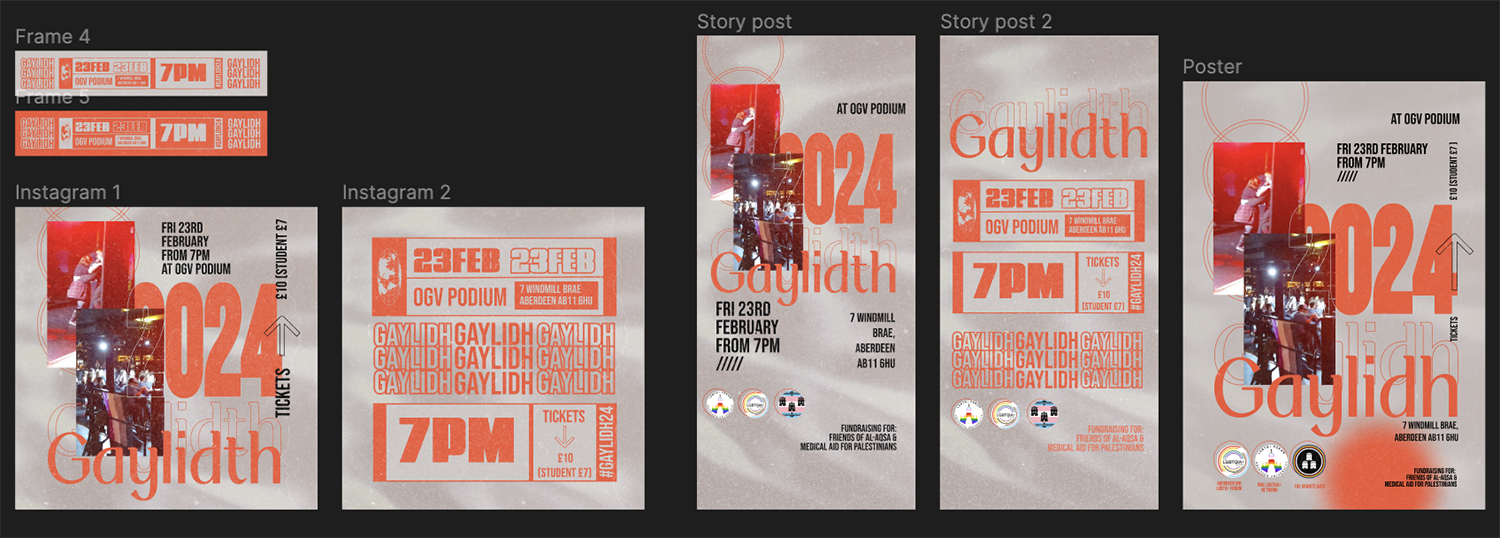 Frame 4
GAYLIDH
GAYLIDH
GAYLIDH
23FEB 23FEB
OGV PODIUM
7 WINDMILL BRAE
ABERDEEN AB11 6HU
7PM
#GAYLIDH24
GAYLIDH
GAYLIDH
GAYLIDH
Frame 5
GAYLIDH
GAYLIDH
GAYLIDH
23FEB 23FEB
OGV PODIUM
7 WINDMILL BRAE
ABERDEEN AB11 6HU
7PM
#GAYLIDH24
GAYLIDH
GAYLIDH
GAYLIDH
Instagram 1
FRI 23RD
FEBRUARY
FROM 7PM
AT OGV PODIUM
TICKETS
£10 (STUDENT £7
2024
Gaylidth
Gaylidth
Instagram 2
23FEB 23FEB
OGV PODIUM
7 WINDMILL BRAE
ABERDEEN AB11 6HU
GAYLIDH GAYLIDH GAYLIDH
GAYLIDH GAYLIDH GAYLIDH
GAYLIDH GAYLIDH GAYLIDH
7PM
TICKETS
£10
(STUDENT £7)
#GAYLIDH24
Story post
AT OGV PODIUM
2024
Gaylidth
Gaylidth
FRI 23RD
FEBRUARY
FROM 7PM
/////
7 WINDMILL
BRAE,
ABERDEEN
AB11 6HU
LGBTQIA+
FUNDRAISING FOR:
FRIENDS OF AL-AQSA &
MEDICAL AID FOR PALESTINIANS
Story post 2
Gaylidth
Gaylidth
23FEB 23FEB
OGV PODIUM
7 WINDMILL BRAE
ABERDEEN AB11 6HU
7PM
TICKETS
£10
(STUDENT £7)
#GAYLIDH24
GAYLIDH GAYLIDH GAYLIDH
GAYLIDH GAYLIDH GAYLIDH
GAYLIDH GAYLIDH GAYLIDH
LGBTQIA+
FUNDRAISING FOR:
FRIENDS OF AL-AQSA &
MEDICAL AID FOR PALESTINIANS
Poster
AT OGV PODIUM
FRI 23RD FEBRUARY
FROM 7PM
/////
£10 (STUDENT £7)
2024
TICKETS
Gaylidh
Gaylidh
7 WINDMILL BRAE,
ABERDEEN AB11 6HU
LGBTQIA+
FUNDRAISING FOR:
FRIENDS OF AL-AQSA &
MEDICAL AID FOR PALESTINIANS